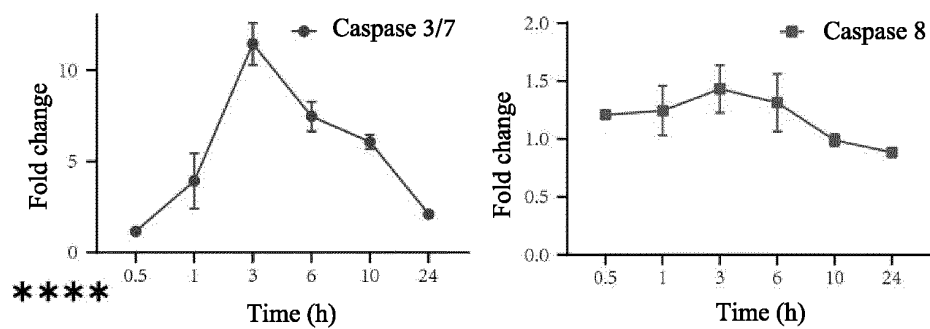 Caspase 3/7
Fold change
10
5
0
0.5 1 3 6 10 24
****
Time (h)
Caspase 8
Fold change
2.0
1.5
1.0
0.5
0.0
0.5 1 3 6 10 24
Time (h)